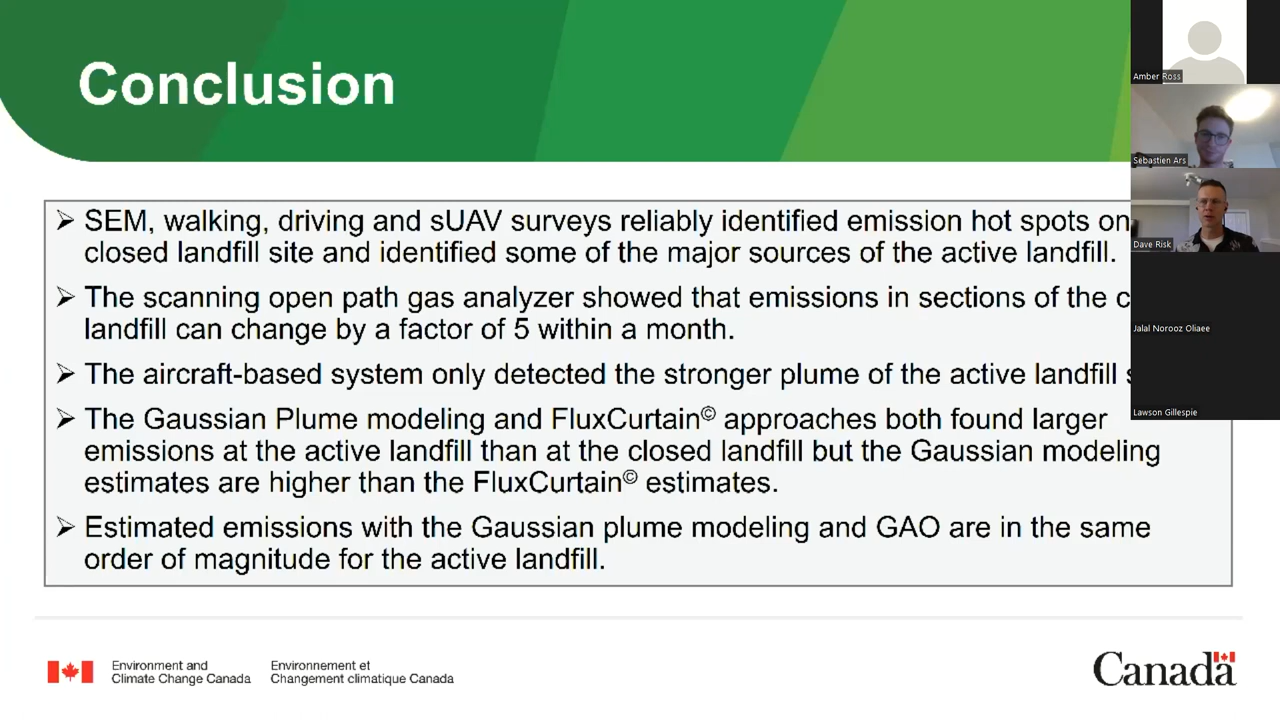 Conclusion
➢ SEM, walking, driving and sUAV surveys reliably identified emission hot spots on
closed landfill site and identified some of the major sources of the active landfill.
➢ The scanning open path gas analyzer showed that emissions in sections of the
landfill can change by a factor of 5 within a month.
➢ The aircraft-based system only detected the stronger plume of the active landfill
➢ The Gaussian Plume modeling and FluxCurtain© approaches both found larger
emissions at the active landfill than at the closed landfill but the Gaussian modeling
estimates are higher than the FluxCurtain© estimates.
➢ Estimated emissions with the Gaussian plume modeling and GAO are in the same
order of magnitude for the active landfill.
Environment and
Climate Change Canada
Environnement et
Changement climatique Canada
Canada
Amber Ross
Sebastien Ars
Dave Risk
Jalal Norooz Oliaee
Lawson Gillespie